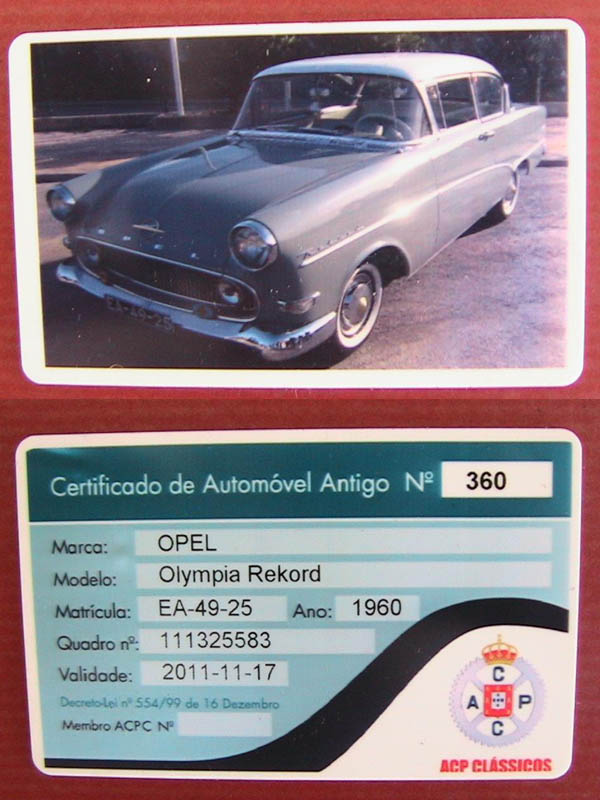 OPEL
Rekord
EA-49-25
Certificado de Automóvel Antigo Nº 360
Marca: OPEL
Modelo: Olympia Rekord
Matrícula: EA-49-25 Ano: 1960
Quadro nº: 111325583
Validade: 2011-11-17
Decreto-Lei nº 554/99 de 16 Dezembro
Membro ACPC Nº
C
A P
C
ACP CLÁSSICOS